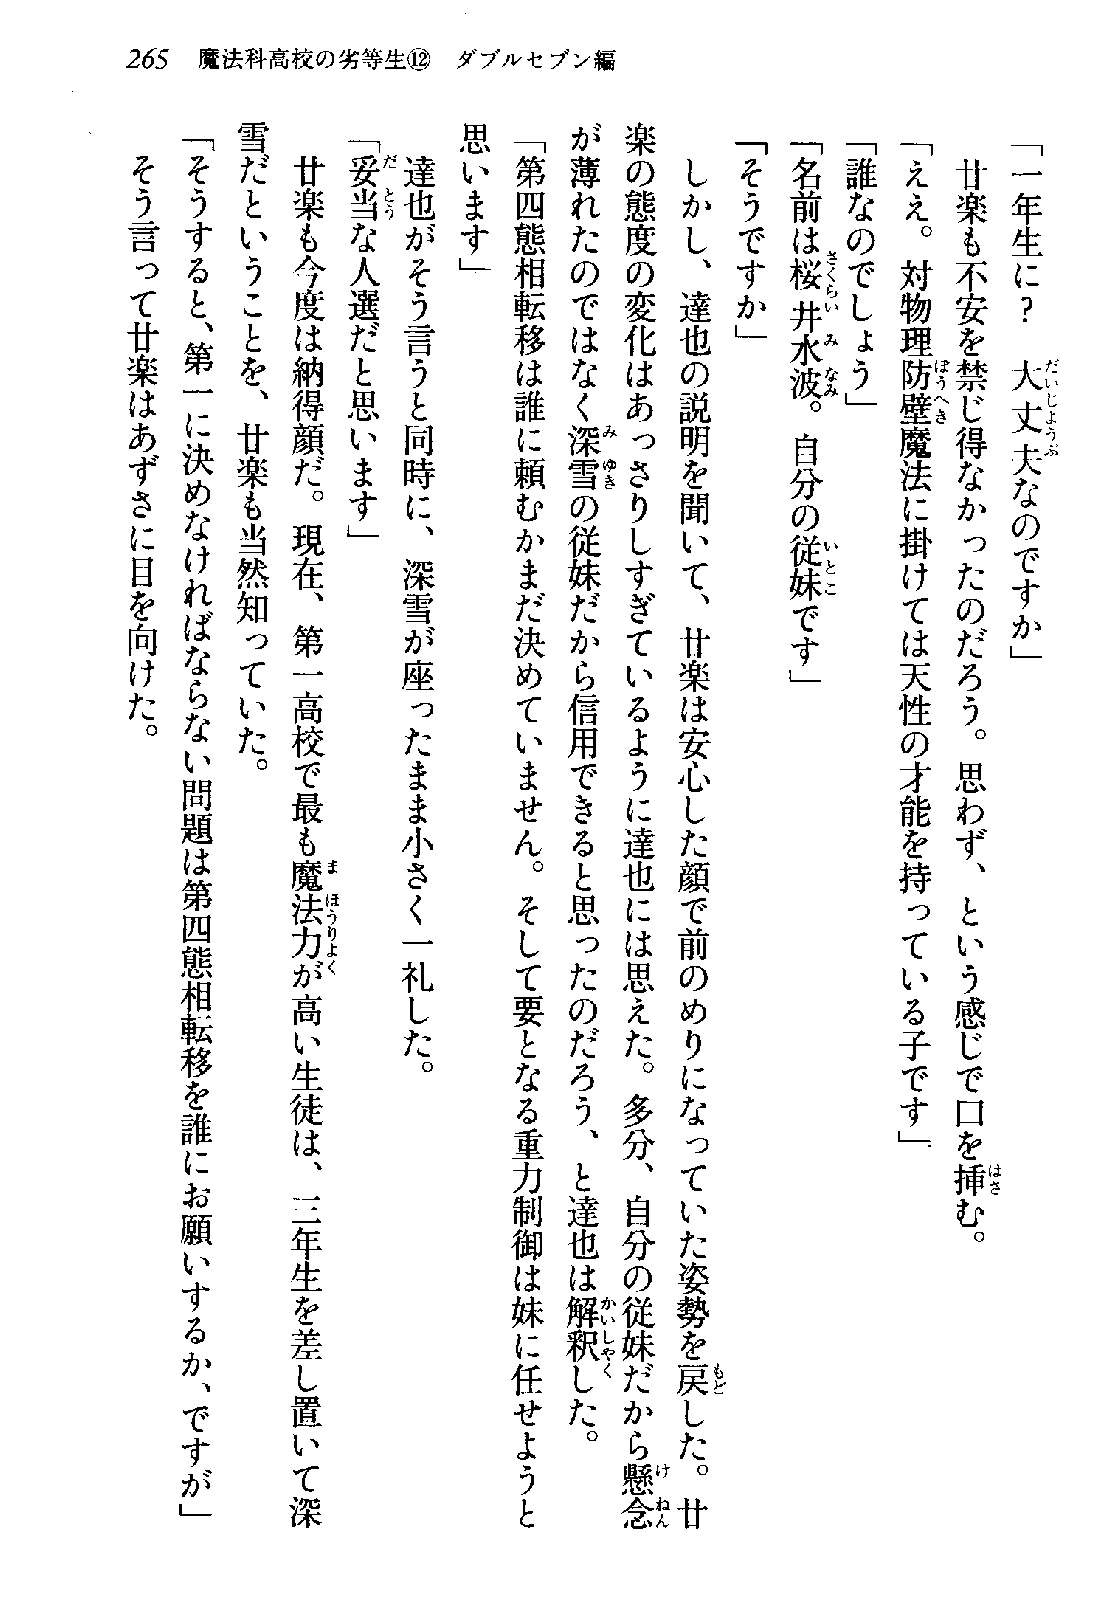 265　魔法科高校の劣等生⑫　ダブルセブン編
「一年生に？　大丈夫なのですか」
　廿楽も不安を禁じ得なかったのだろう。思わず、という感じで口を挿む。
「ええ。対物理防壁魔法に掛けては天性の才能を持っている子です」
「誰なのでしょう」
「名前は桜井水波。自分の従妹です」
「そうですか」
　しかし、達也の説明を聞いて、廿楽は安心した顔で前のめりになっていた姿勢を戻した。廿
楽の態度の変化はあっさりしすぎているように達也には思えた。多分、自分の従妹だから懸念
が薄れたのではなく深雪の従妹だから信用できると思ったのだろう、と達也は解釈した。
「第四態相転移は誰に頼むかまだ決めていません。そして要となる重力制御は妹に任せようと
思います」
　達也がそう言うと同時に、深雪が座ったまま小さく一礼した。
「妥当な人選だと思います」
　廿楽も今度は納得顔だ。現在、第一高校で最も魔法力が高い生徒は、三年生を差し置いて深
雪だということを、廿楽も当然知っていた。
「そうすると、第一に決めなければならない問題は第四態相転移を誰にお願いするか、ですが」
　そう言って廿楽はあずさに目を向けた。